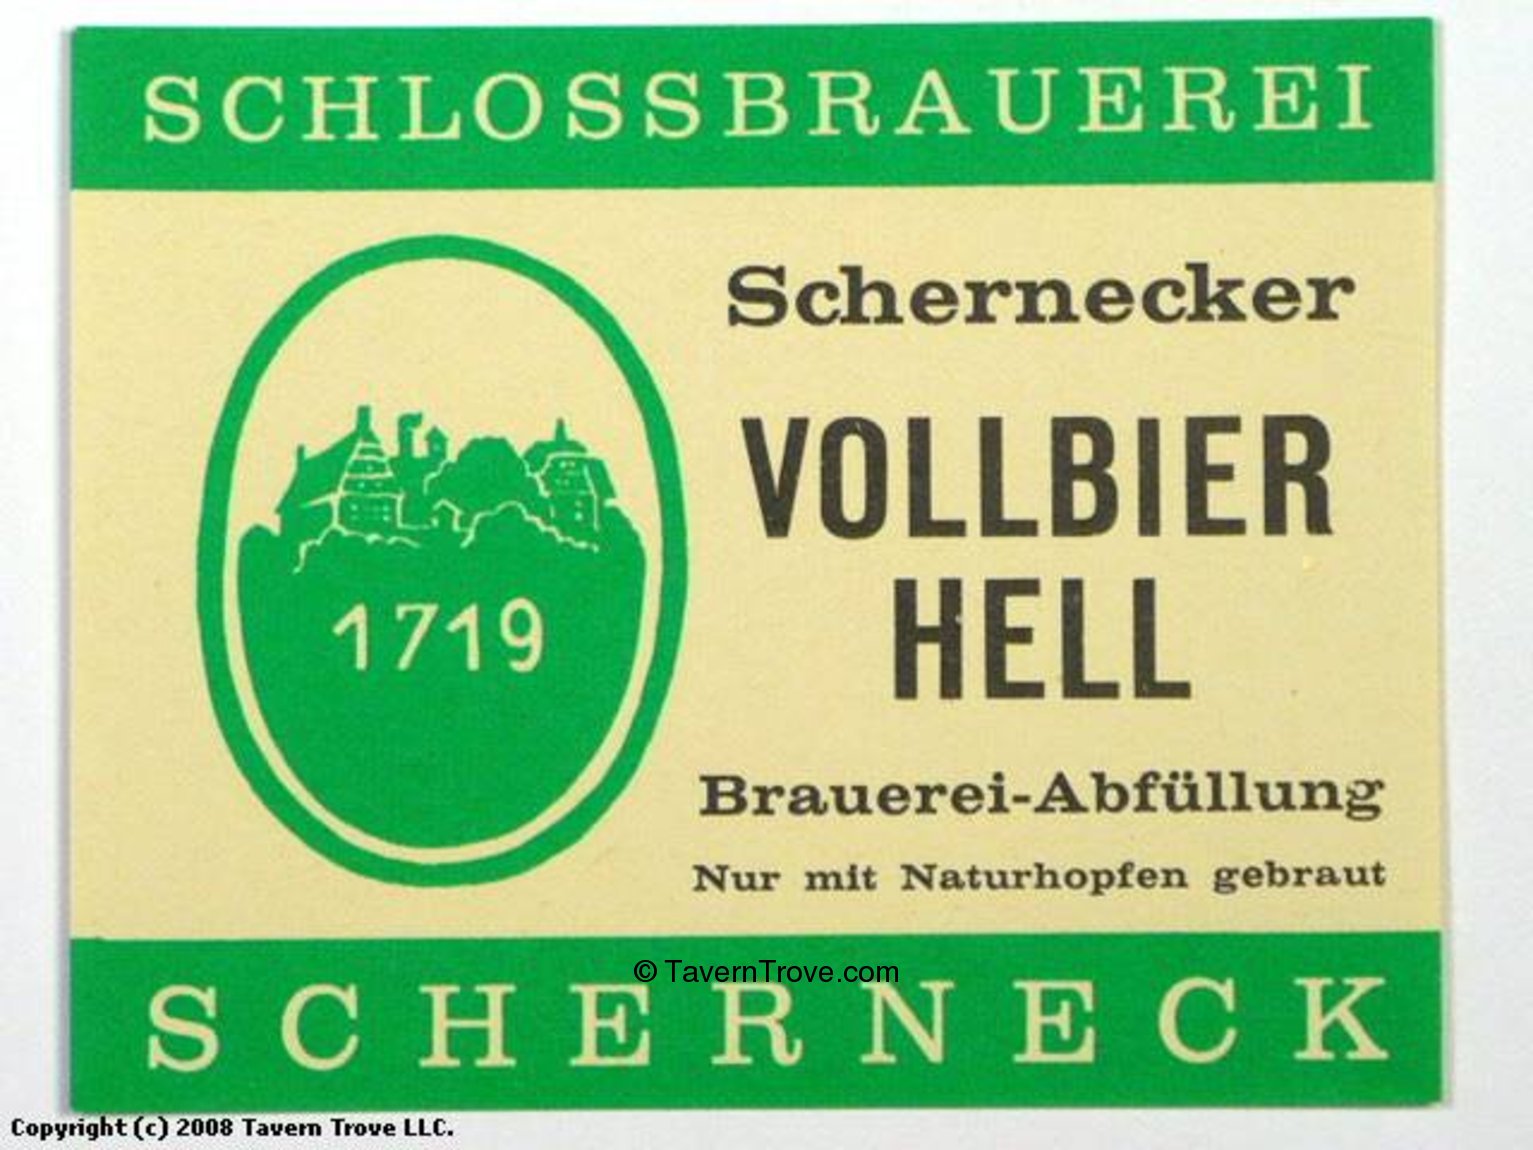 SCHLOSSBRAUEREI
Schernecker
VOLLBIER
HELL
1719
Brauerei-Abfüllung
Nur mit Naturhopfen gebraut
© TavernTrove.com
SCHERNECK
Copyright (c) 2008 Tavern Trove LLC.